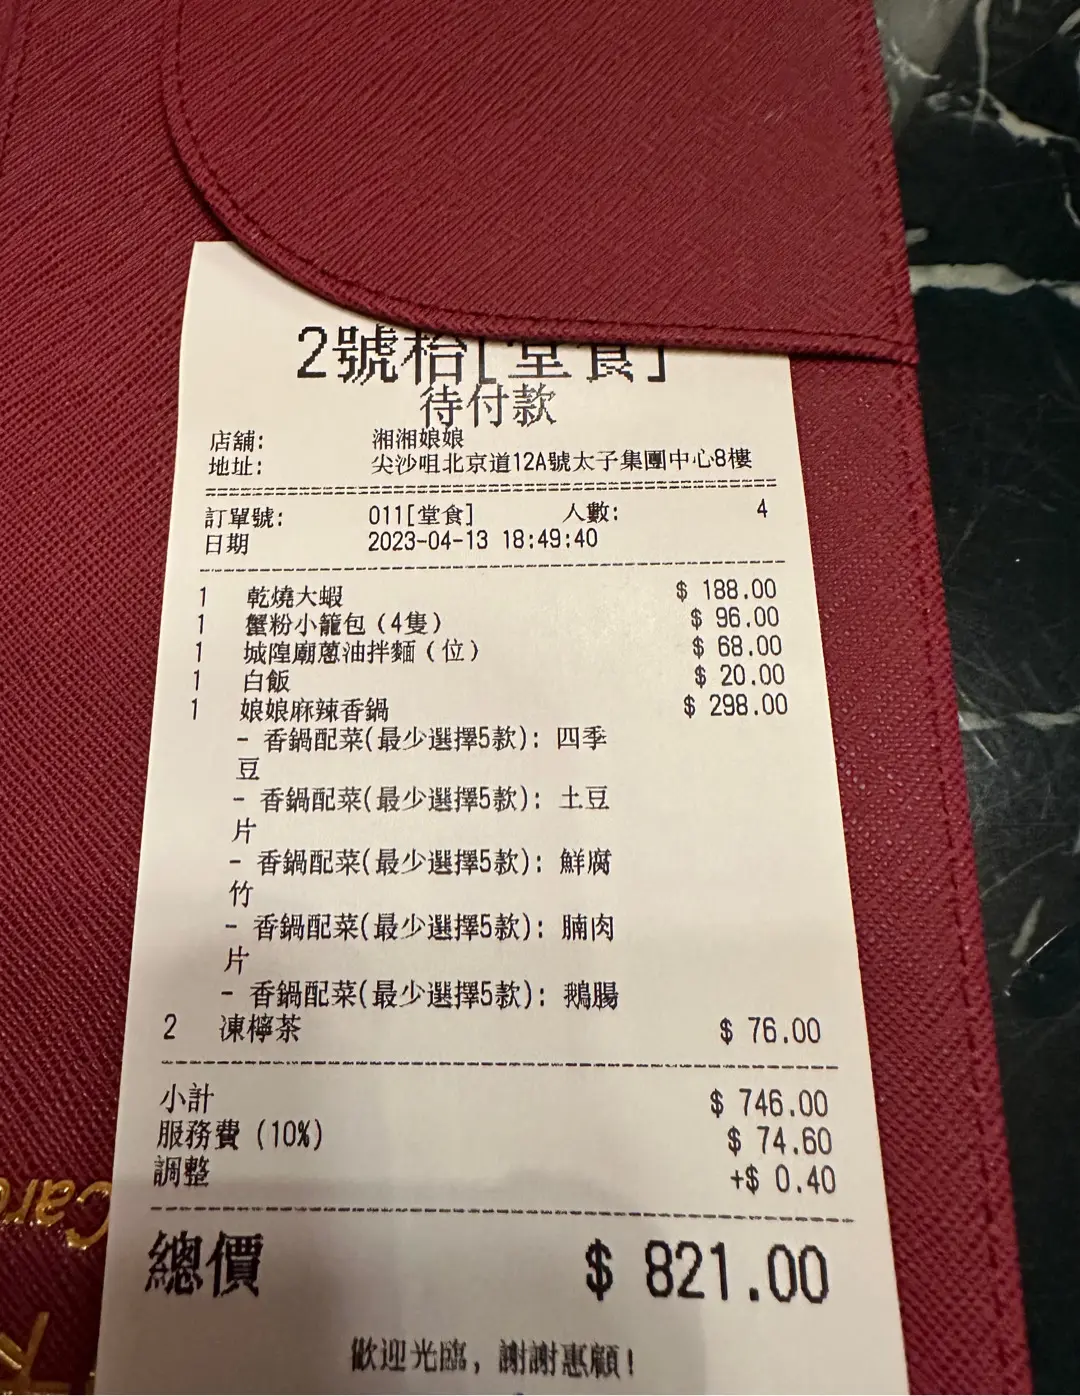 2號枱[堂食]
待付款
店舖: 湘湘娘娘
地址: 尖沙咀北京道12A號太子集團中心8樓
訂單號: 011[堂食] 人數: 4
日期 2023-04-13 18:49:40
1 乾燒大蝦 $ 188.00
1 蟹粉小籠包(4隻) $ 96.00
1 城隍廟蔥油拌麵(位) $ 68.00
1 白飯 $ 20.00
1 娘娘麻辣香鍋 $ 298.00
- 香鍋配菜(最少選擇5款): 四季
豆
- 香鍋配菜(最少選擇5款): 土豆
片
- 香鍋配菜(最少選擇5款): 鮮腐
竹
- 香鍋配菜(最少選擇5款): 腩肉
片
- 香鍋配菜(最少選擇5款): 鵝腸
2 凍檸茶 $ 76.00
小計 $ 746.00
服務費 (10%) $ 74.60
調整 +$ 0.40
總價 $ 821.00
歡迎光臨, 謝謝惠顧!